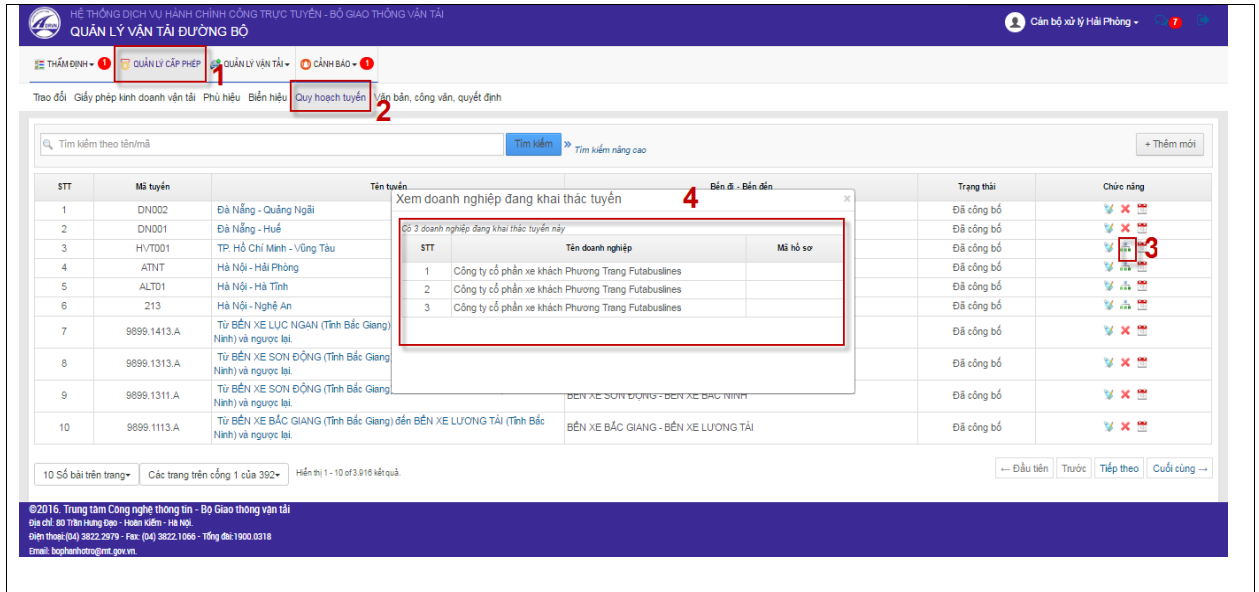 HỆ THỐNG DỊCH VỤ HÀNH CHÍNH CÔNG TRỰC TUYẾN - BỘ GIAO THÔNG VẬN TẢI
QUẢN LÝ VẬN TẢI ĐƯỜNG BỘ
Cán bộ xử lý Hải Phòng
7
THẨM ĐỊNH 1 QUẢN LÝ CẤP PHÉP QUẢN LÝ VẬN TẢI CẢNH BÁO 1
1
Trao đổi Giấy phép kinh doanh vận tải Phù hiệu Biển hiệu Quy hoạch tuyến Văn bản, công văn, quyết định
2
Tìm kiếm theo tên/mã Tìm kiếm » Tìm kiếm nâng cao + Thêm mới
STT Mã tuyến Tên tuyến Bến đi - Bến đến Trạng thái Chức năng
1 DN002 Đà Nẵng - Quảng Ngãi Đã công bố
2 DN001 Đà Nẵng - Huế Đã công bố
3 HVT001 TP. Hồ Chí Minh - Vũng Tàu Đã công bố
3
4 ATNT Hà Nội - Hải Phòng Đã công bố
5 ALT01 Hà Nội - Hà Tĩnh Đã công bố
6 213 Hà Nội - Nghệ An Đã công bố
7 9899.1413.A Từ BẾN XE LỤC NGẠN (Tỉnh Bắc Giang)
Ninh) và ngược lại. Đã công bố
8 9899.1313.A Từ BẾN XE SƠN ĐỘNG (Tỉnh Bắc Giang
Ninh) và ngược lại. Đã công bố
9 9899.1311.A Từ BẾN XE SƠN ĐỘNG (Tỉnh Bắc Giang
Ninh) và ngược lại. BẾN XE SƠN ĐỘNG - BẾN XE BẮC NINH Đã công bố
10 9899.1113.A Từ BẾN XE BẮC GIANG (Tỉnh Bắc Giang) đến BẾN XE LƯƠNG TÀI (Tỉnh Bắc
Ninh) và ngược lại. BẾN XE BẮC GIANG - BẾN XE LƯƠNG TÀI Đã công bố
Xem doanh nghiệp đang khai thác tuyến 4 ×
Có 3 doanh nghiệp đang khai thác tuyến này
STT Tên doanh nghiệp Mã hồ sơ
1 Công ty cổ phần xe khách Phương Trang Futabuslines
2 Công ty cổ phần xe khách Phương Trang Futabuslines
3 Công ty cổ phần xe khách Phương Trang Futabuslines
10 Số bài trên trang Các trang trên cổng 1 của 392 Hiển thị 1 - 10 of 3.916 kết quả. ← Đầu tiên Trước Tiếp theo Cuối cùng →
©2016. Trung tâm Công nghệ thông tin - Bộ Giao thông vận tải
Địa chỉ: 80 Trần Hưng Đạo - Hoàn Kiếm - Hà Nội.
Điện thoại:(04) 3822.2979 - Fax: (04) 3822.1066 - Tổng đài:1900.0318
Email: bophanhotro@mt.gov.vn.